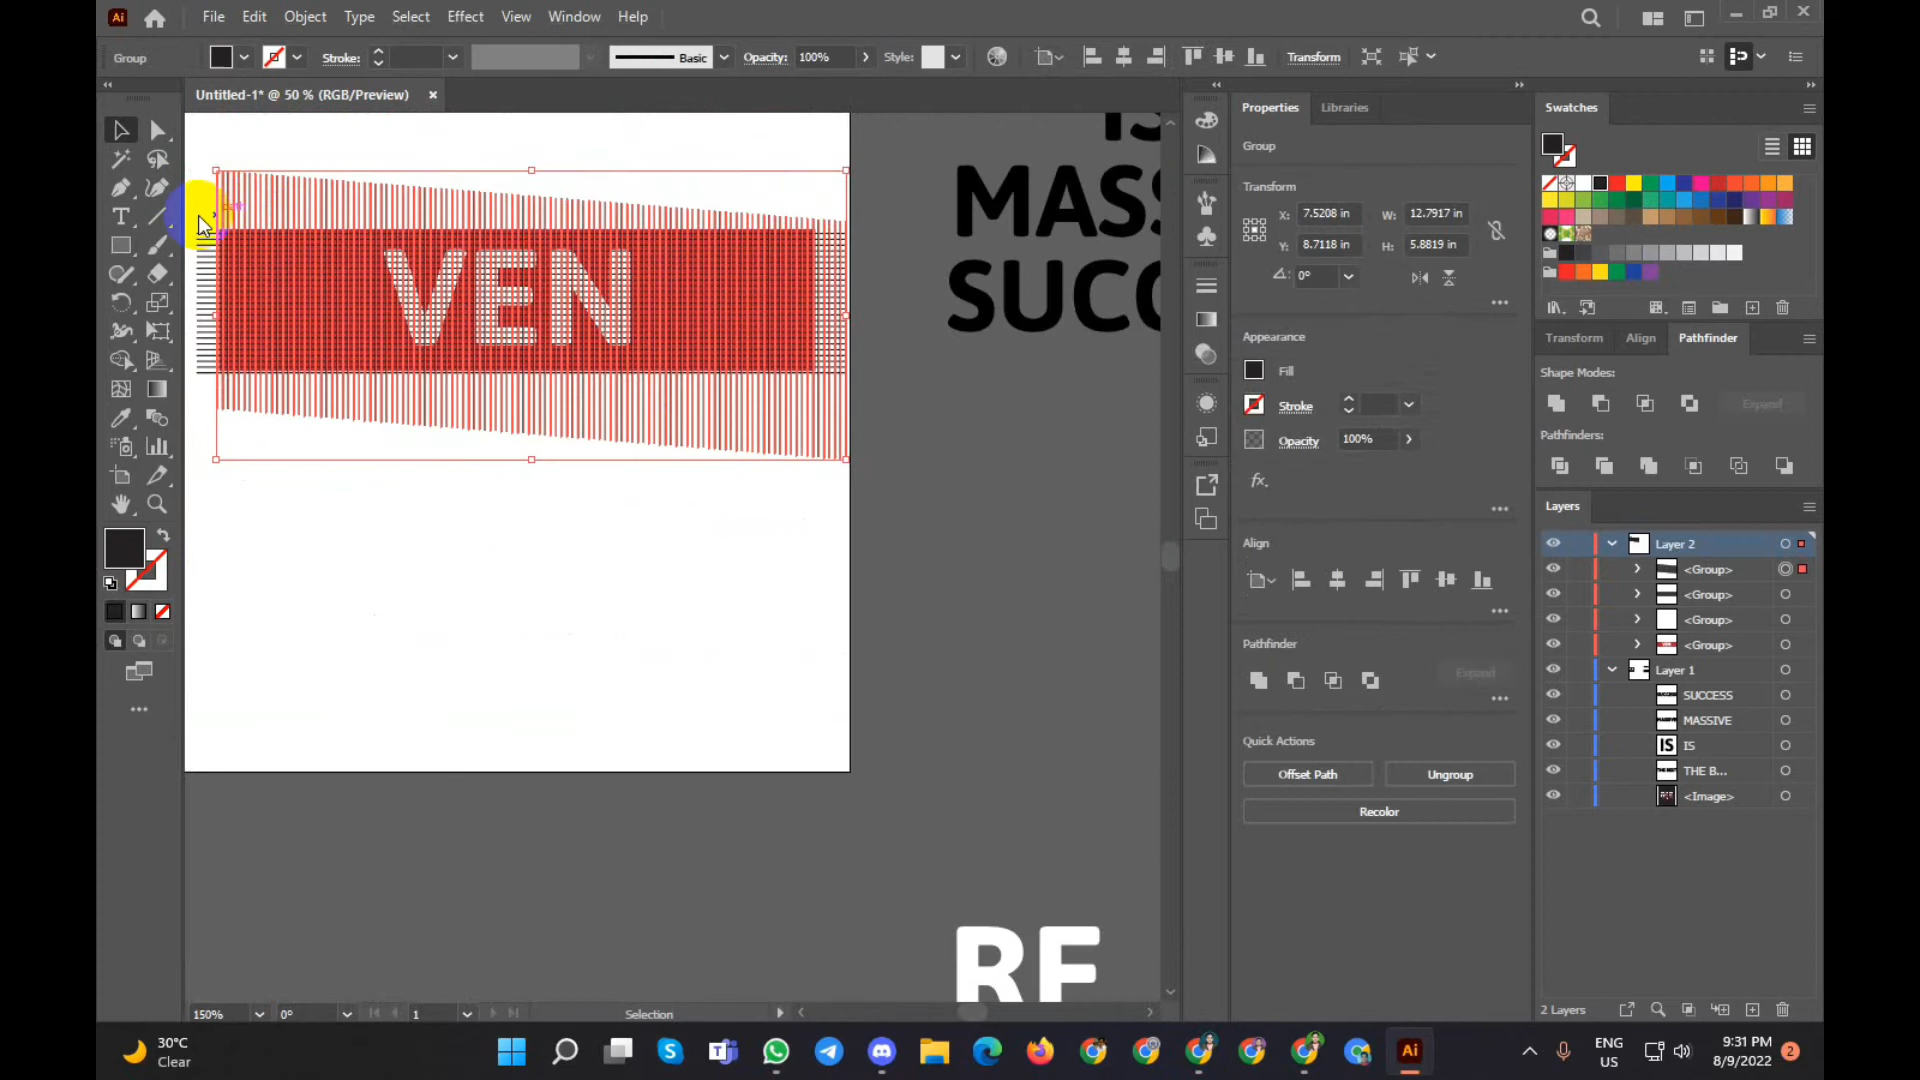 Ai File Edit Object Type Select Effect View Window Help
Group Stroke: Basic Opacity: 100% Style: Transform
Untitled-1* @ 50 % (RGB/Preview) ×
VEN
IS
MASS
SUCC
RE
Properties Libraries
Group
Transform
X: 7.5208 in W: 12.7917 in
Y: 8.7118 in H: 5.8819 in
0°
Appearance
Fill
Stroke
Opacity 100%
fx.
Align
Pathfinder
Expand
Quick Actions
Offset Path Ungroup
Recolor
Swatches
Transform Align Pathfinder
Shape Modes:
Expand
Pathfinders:
Layers
Layer 2
<Group>
<Group>
<Group>
<Group>
Layer 1
SUCCESS
MASSIVE
IS IS
THE B...
<Image>
2 Layers
150% 0° 1 Selection
30°C
Clear
ENG
US
9:31 PM
8/9/2022
2
Ai